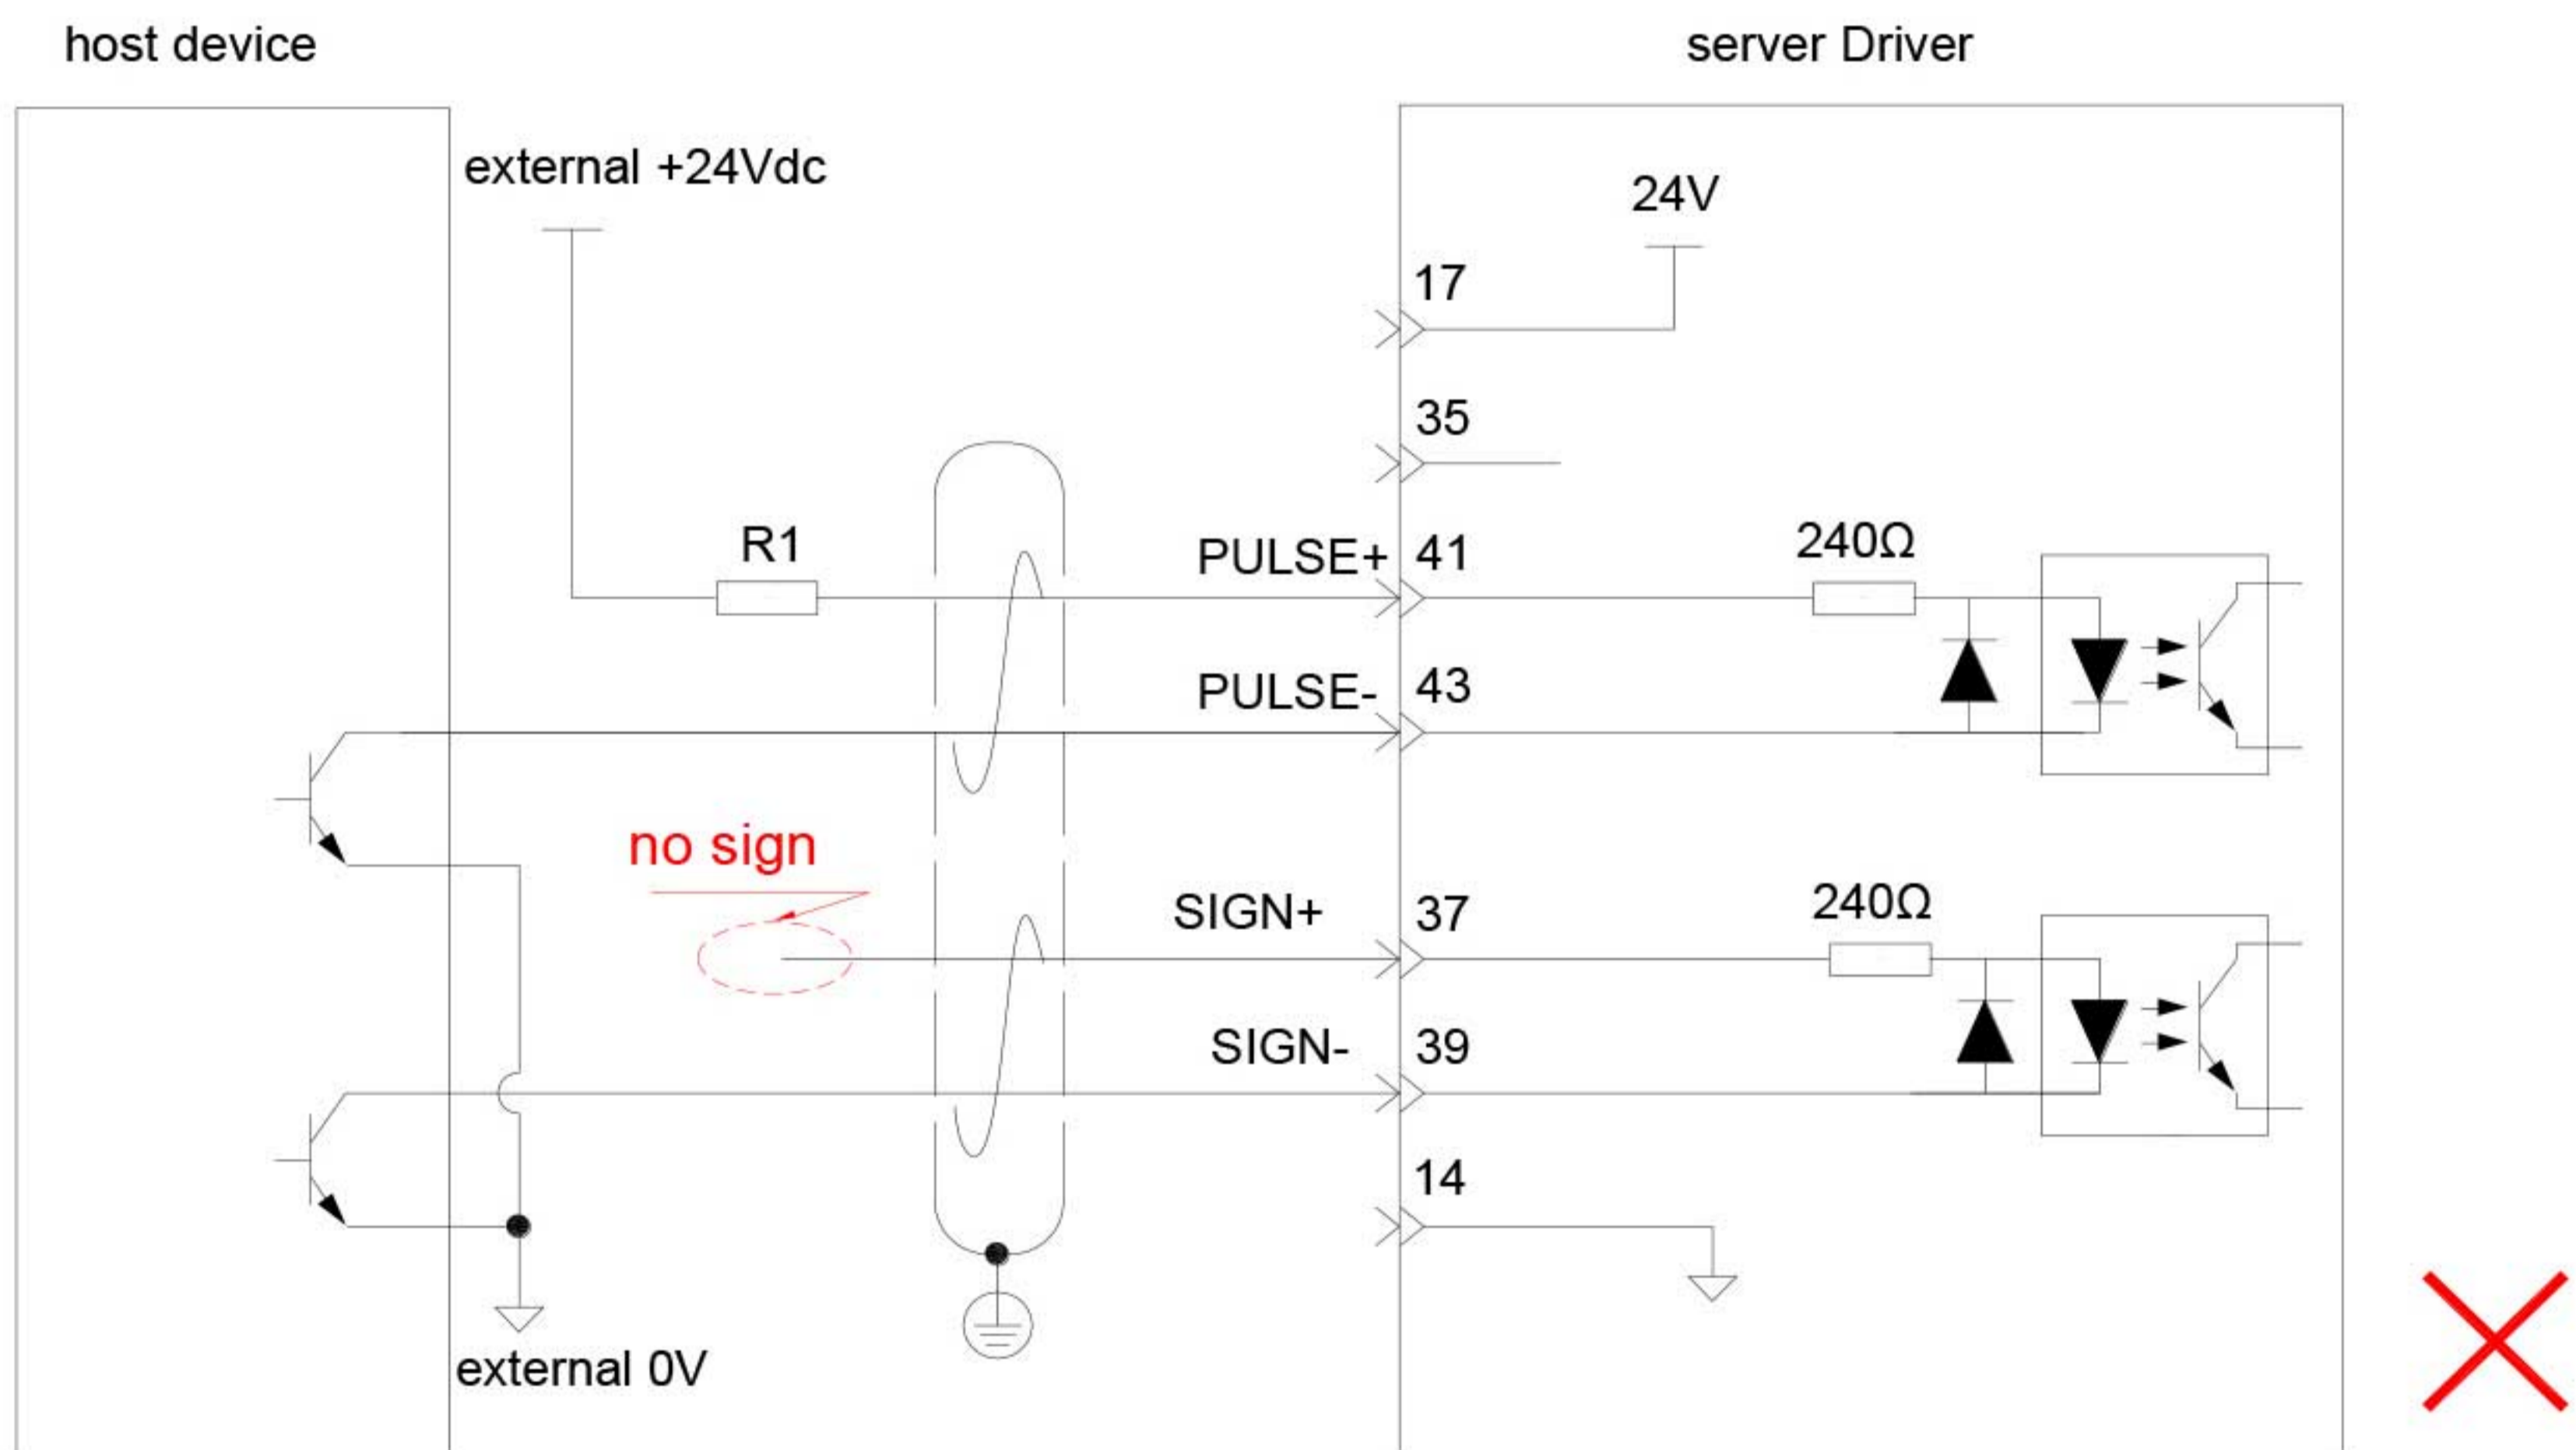 host device
server Driver
external +24Vdc
24V
17
35
R1
PULSE+
41
240Ω
PULSE-
43
no sign
SIGN+
37
240Ω
SIGN-
39
14
external 0V